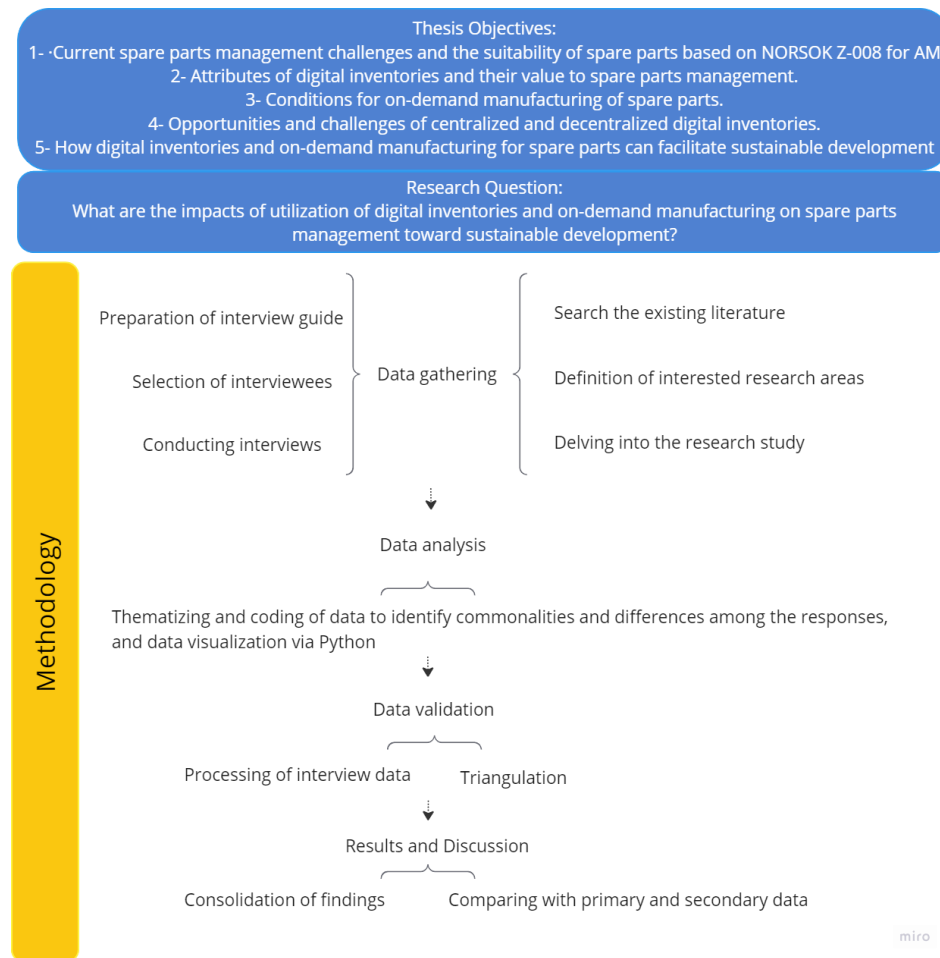 Thesis Objectives:
1- ·Current spare parts management challenges and the suitability of spare parts based on NORSOK Z-008 for AM
2- Attributes of digital inventories and their value to spare parts management.
3- Conditions for on-demand manufacturing of spare parts.
4- Opportunities and challenges of centralized and decentralized digital inventories.
5- How digital inventories and on-demand manufacturing for spare parts can facilitate sustainable development
Research Question:
What are the impacts of utilization of digital inventories and on-demand manufacturing on spare parts
management toward sustainable development?
Methodology
Preparation of interview guide
Selection of interviewees
Conducting interviews
Data gathering
Search the existing literature
Definition of interested research areas
Delving into the research study
Data analysis
Thematizing and coding of data to identify commonalities and differences among the responses,
and data visualization via Python
Data validation
Processing of interview data
Triangulation
Results and Discussion
Consolidation of findings
Comparing with primary and secondary data
miro